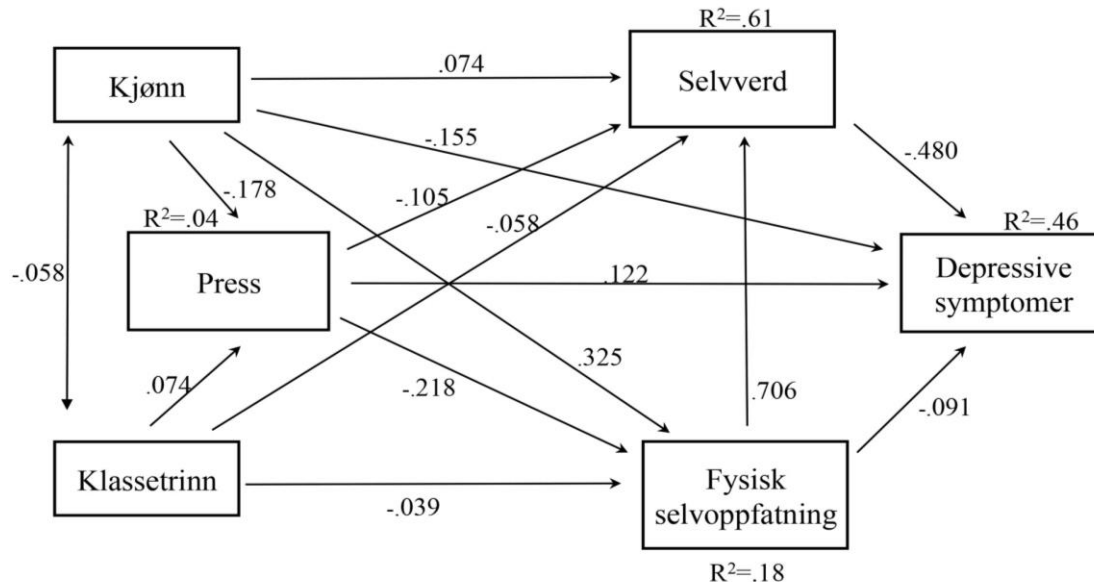 R²=.61
Kjønn
.074
Selvverd
-.155
-.480
-.178
-.105
R²=.04
-.058
R²=.46
-.058
Press
.122
Depressive
symptomer
.074
-.218
.325
.706
-.091
Klassetrinn
-.039
Fysisk
selvoppfatning
R²=.18